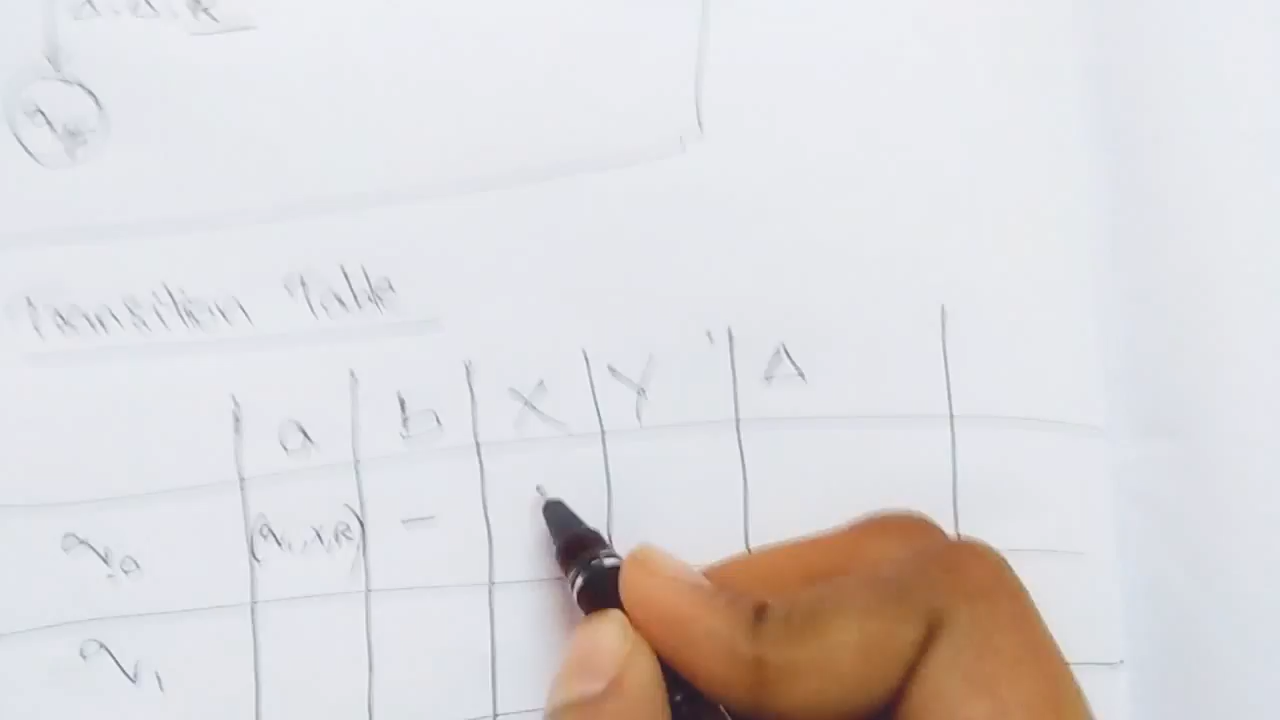 Transition Table
a b X Y Δ
q0 (q1, X, R) -
q1